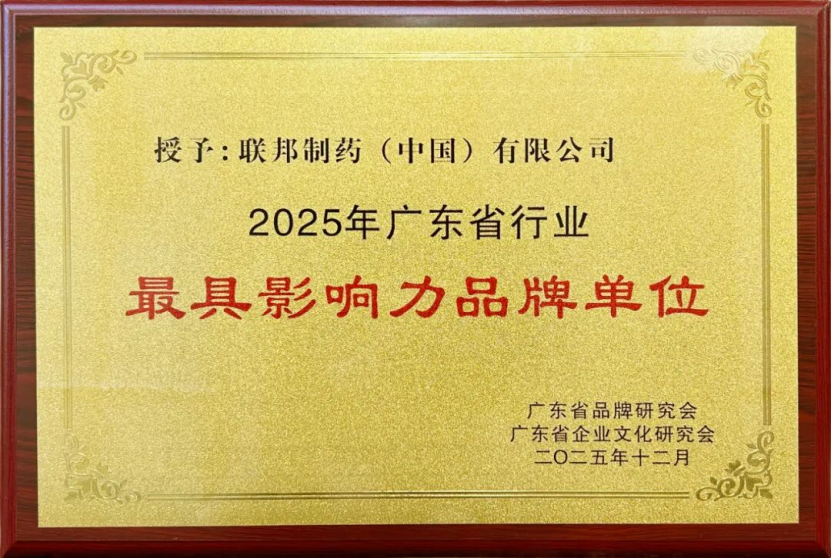 授予:联邦制药（中国）有限公司
2025年广东省行业
最具影响力品牌单位
广东省品牌研究会
广东省企业文化研究会
二〇二五年十二月